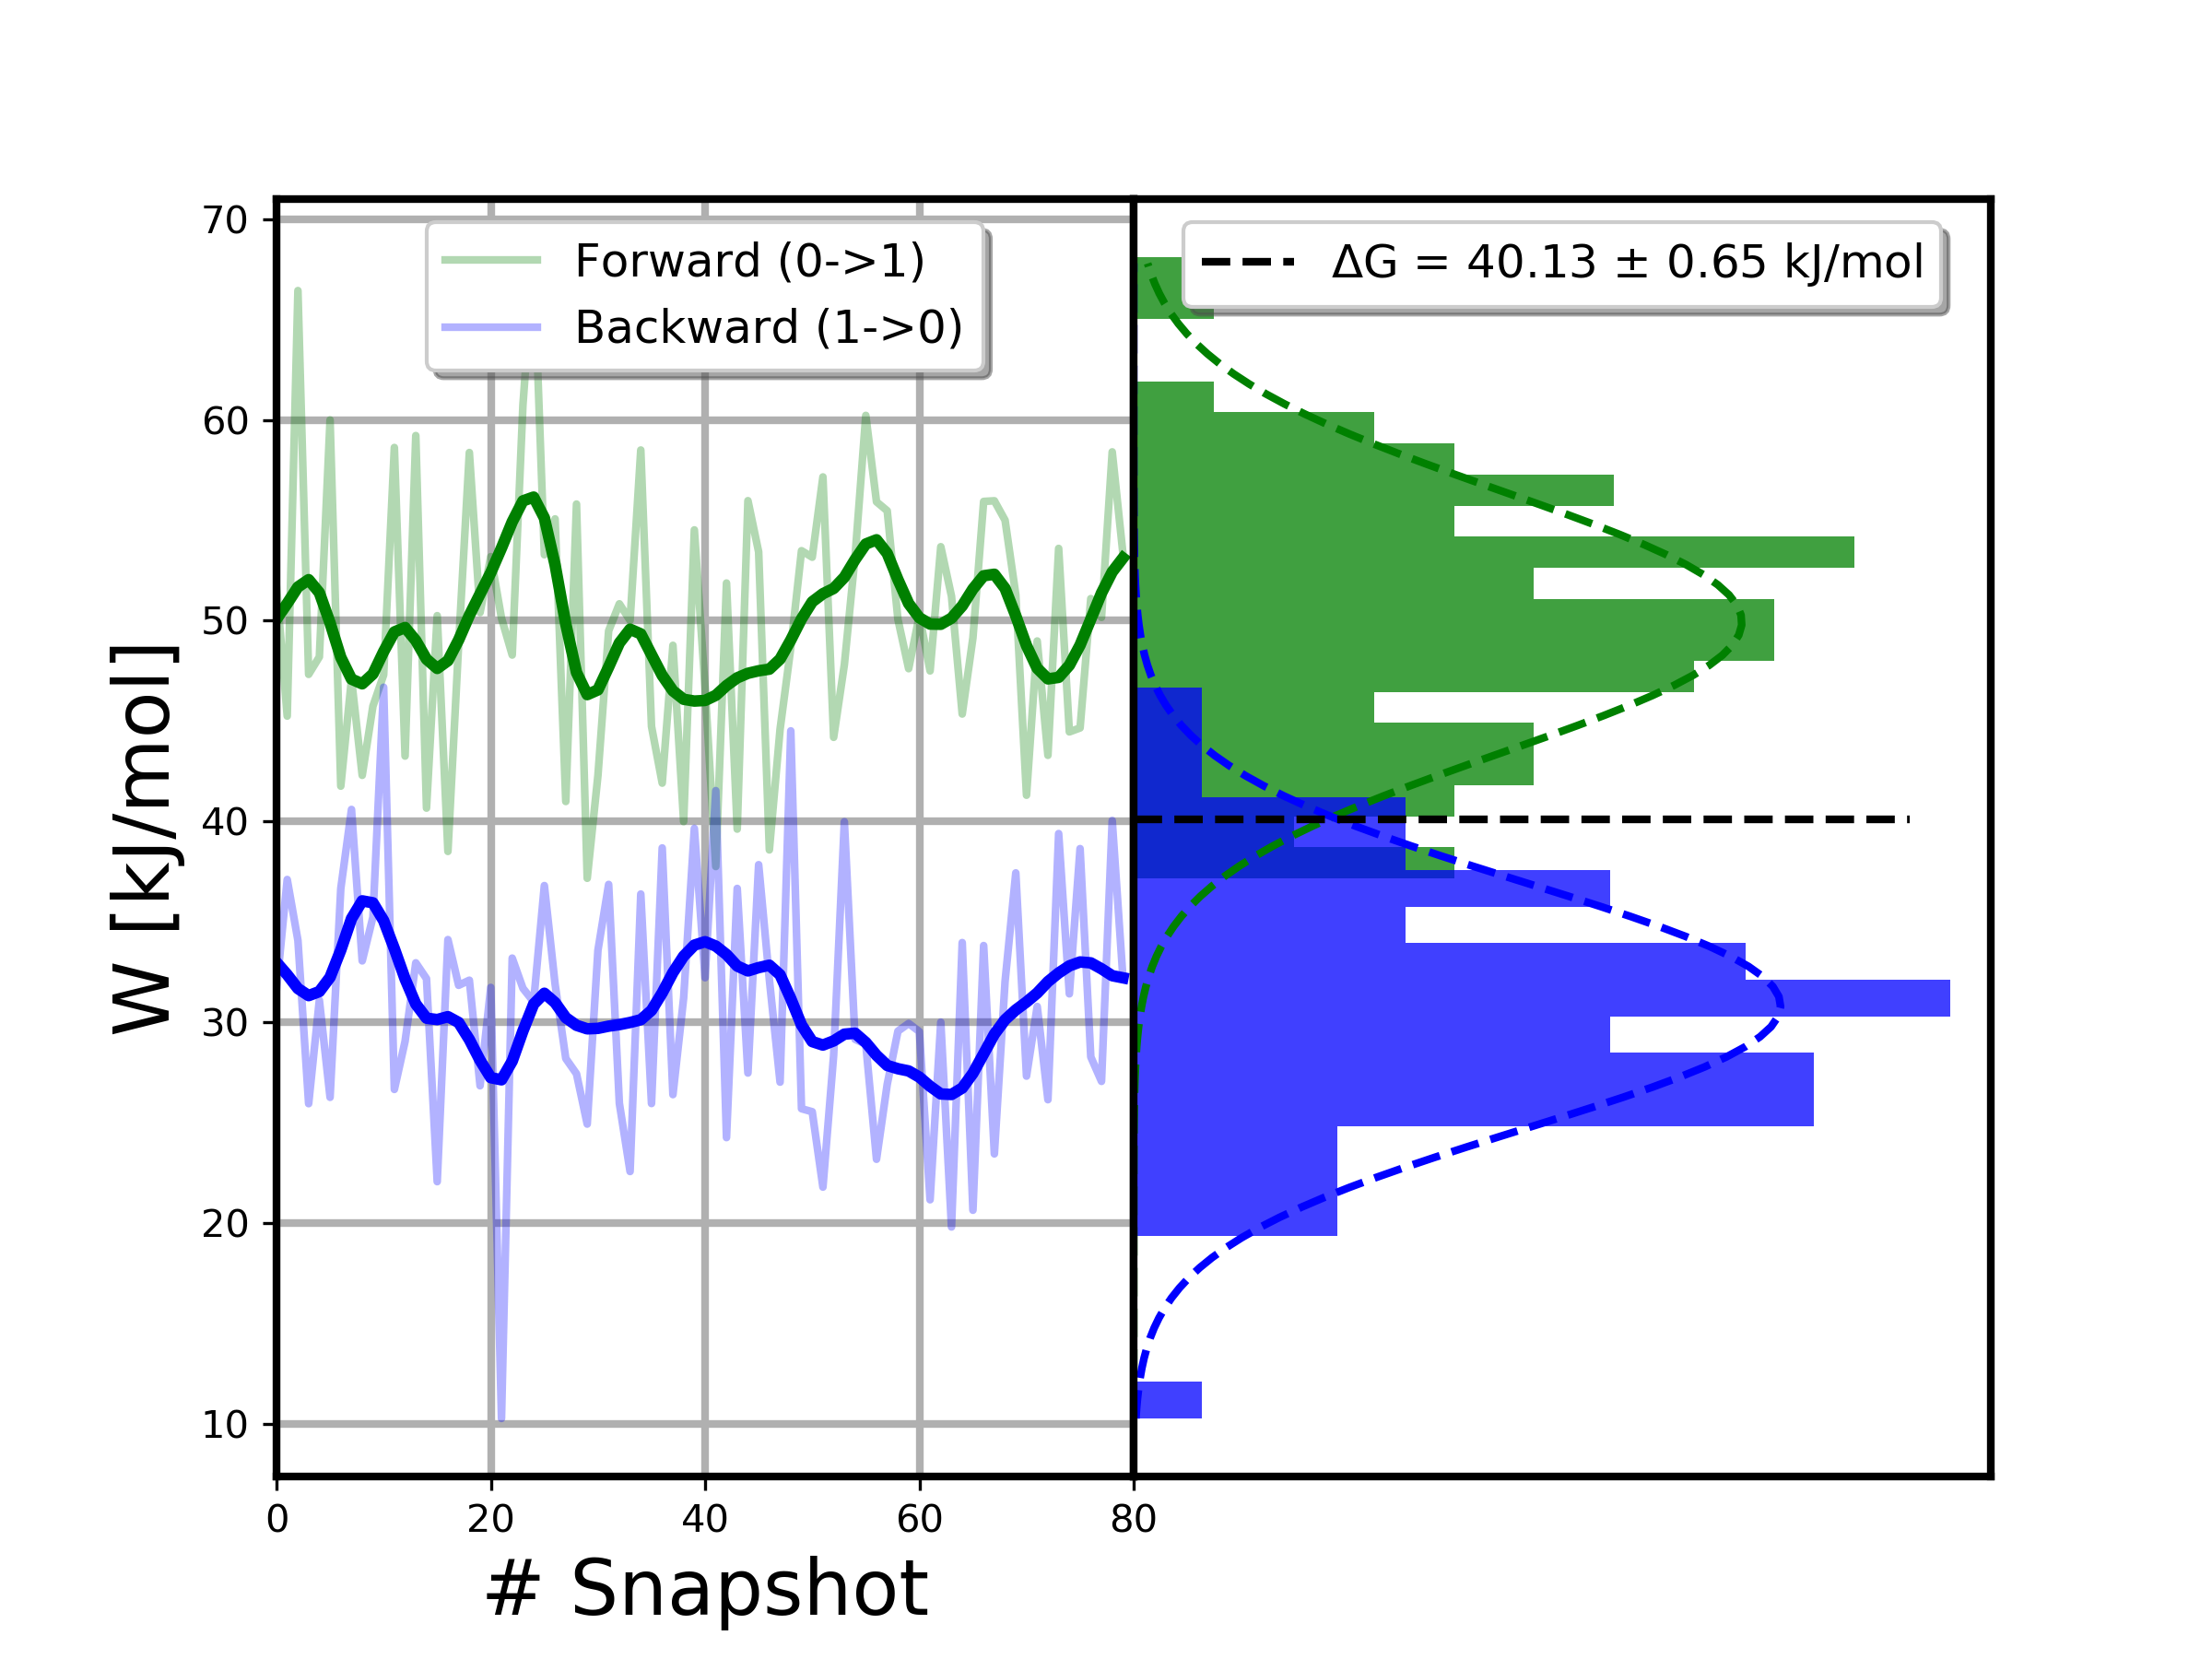 Forward (0->1)
Backward (1->0)
ΔG = 40.13 ± 0.65 kJ/mol
W [kJ/mol]
70
60
50
40
30
20
10
0 20 40 60 80
# Snapshot